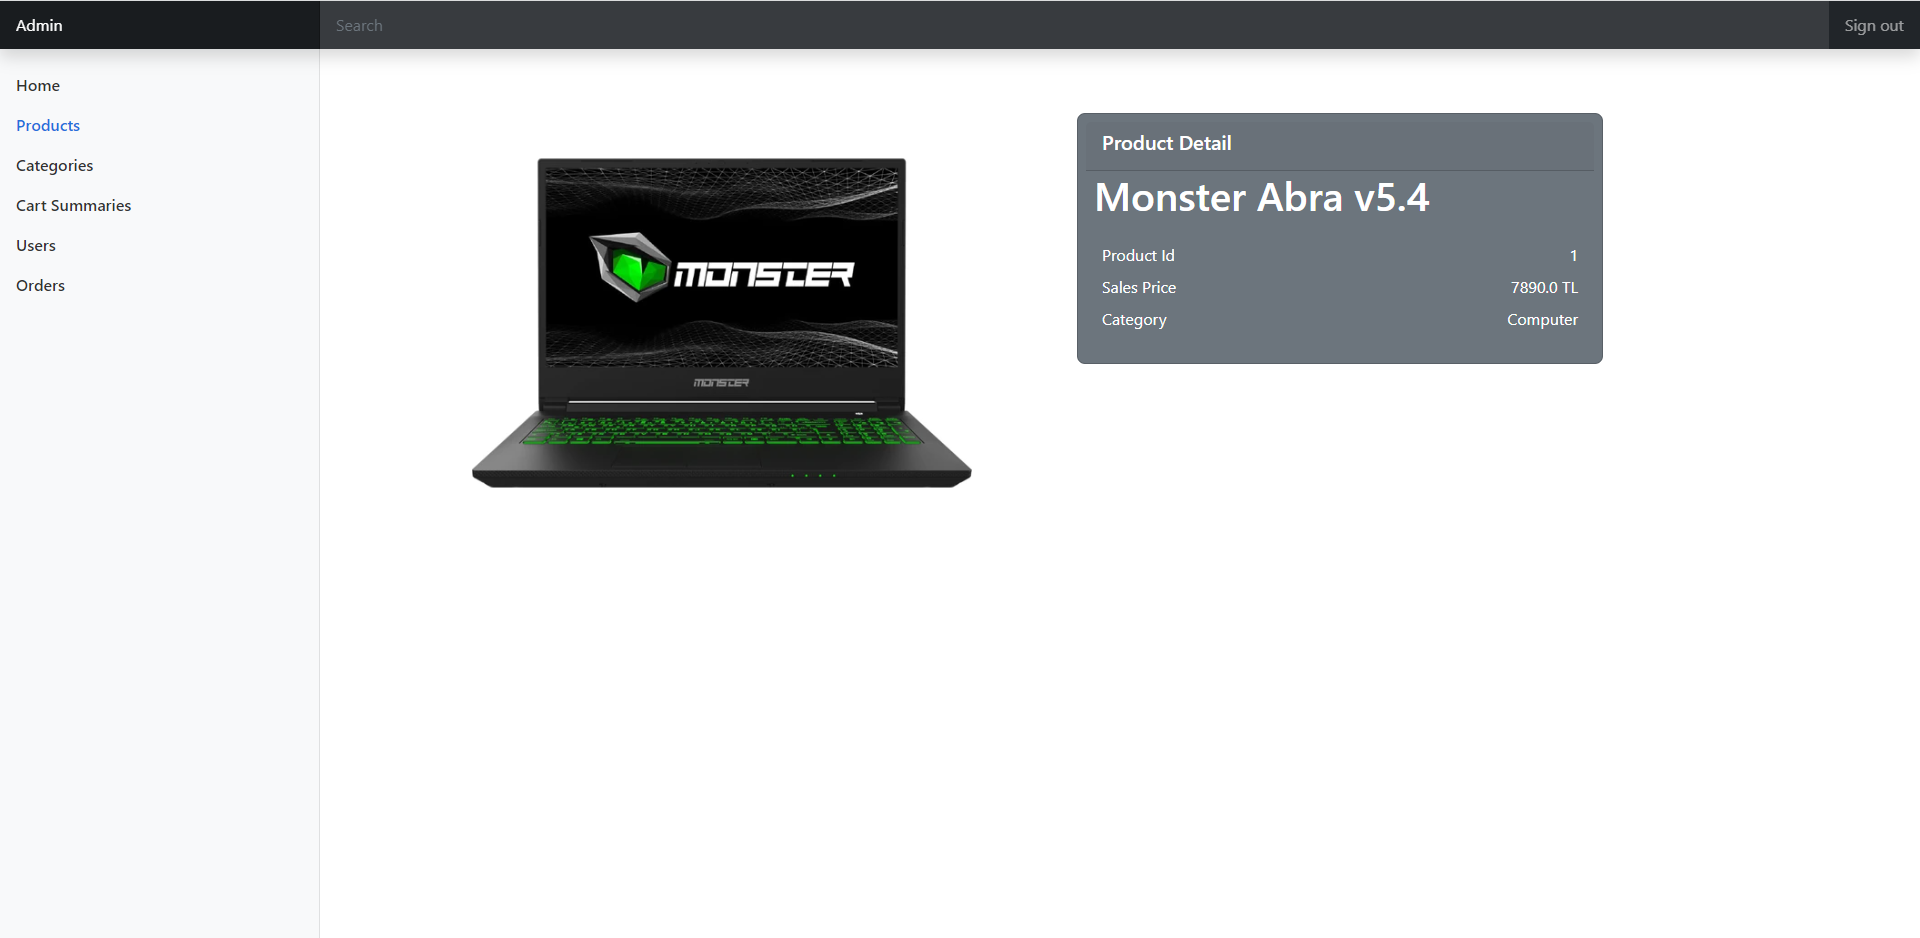 Admin
Search
Sign out
Home
Products
Categories
Cart Summaries
Users
Orders
MONSTER
MONSTER
Product Detail
Monster Abra v5.4
Product Id 1
Sales Price 7890.0 TL
Category Computer